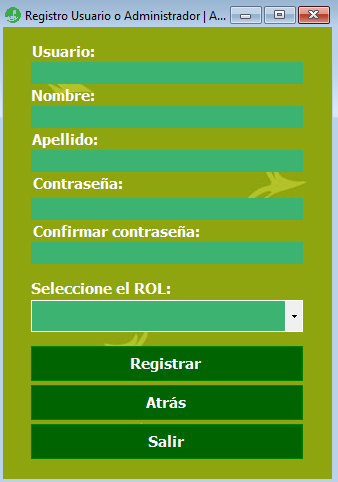 Registro Usuario o Administrador | A...
Usuario:
Nombre:
Apellido:
Contraseña:
Confirmar contraseña:
Seleccione el ROL:
Registrar
Atrás
Salir